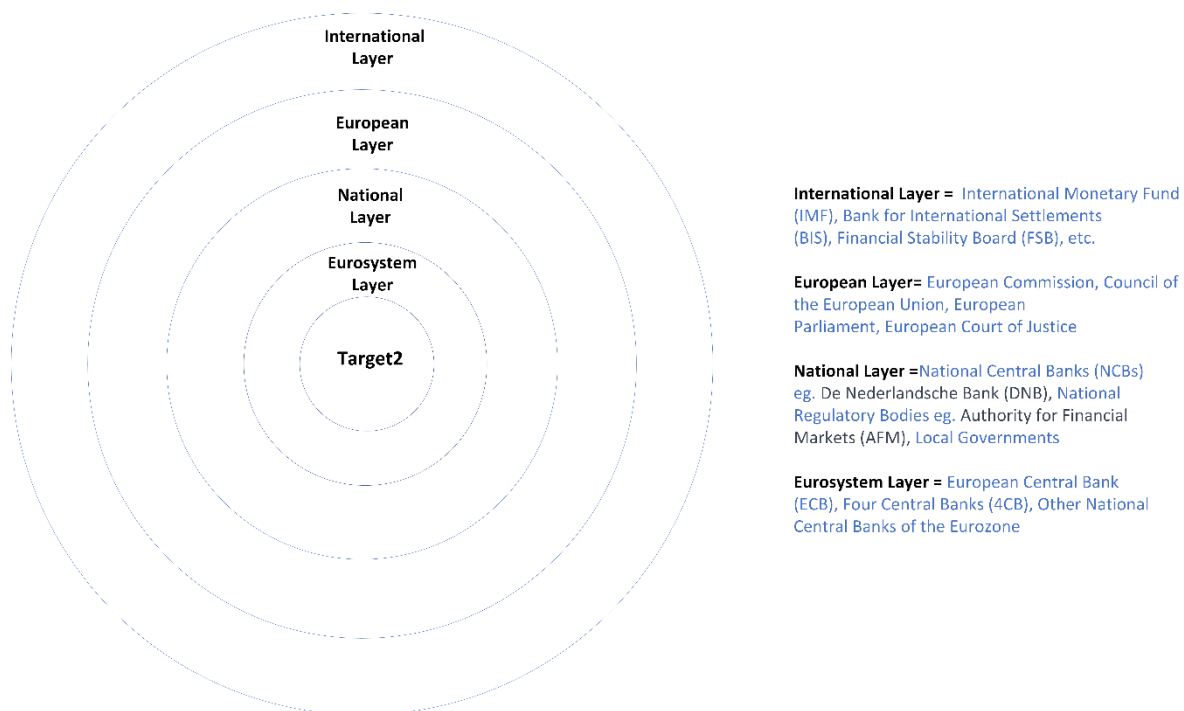 International
Layer
European
Layer
National
Layer
Eurosystem
Layer
Target2
International Layer = International Monetary Fund
(IMF), Bank for International Settlements
(BIS), Financial Stability Board (FSB), etc.
European Layer= European Commission, Council of
the European Union, European
Parliament, European Court of Justice
National Layer =National Central Banks (NCBs)
eg. De Nederlandsche Bank (DNB), National
Regulatory Bodies eg. Authority for Financial
Markets (AFM), Local Governments
Eurosystem Layer = European Central Bank
(ECB), Four Central Banks (4CB), Other National
Central Banks of the Eurozone